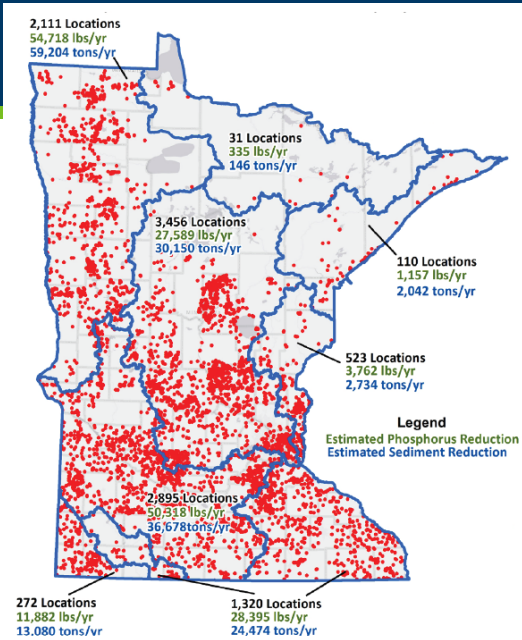 2,111 Locations
54,718 lbs/yr
59,204 tons/yr
31 Locations
335 lbs/yr
146 tons/yr
3,456 Locations
27,589 lbs/yr
30,150 tons/yr
110 Locations
1,157 lbs/yr
2,042 tons/yr
523 Locations
3,762 lbs/yr
2,734 tons/yr
Legend
Estimated Phosphorus Reduction
Estimated Sediment Reduction
2,895 Locations
50,318 lbs/yr
36,678tons/yr
272 Locations
11,882 lbs/yr
13,080 tons/yr
1,320 Locations
28,395 lbs/yr
24,474 tons/yr